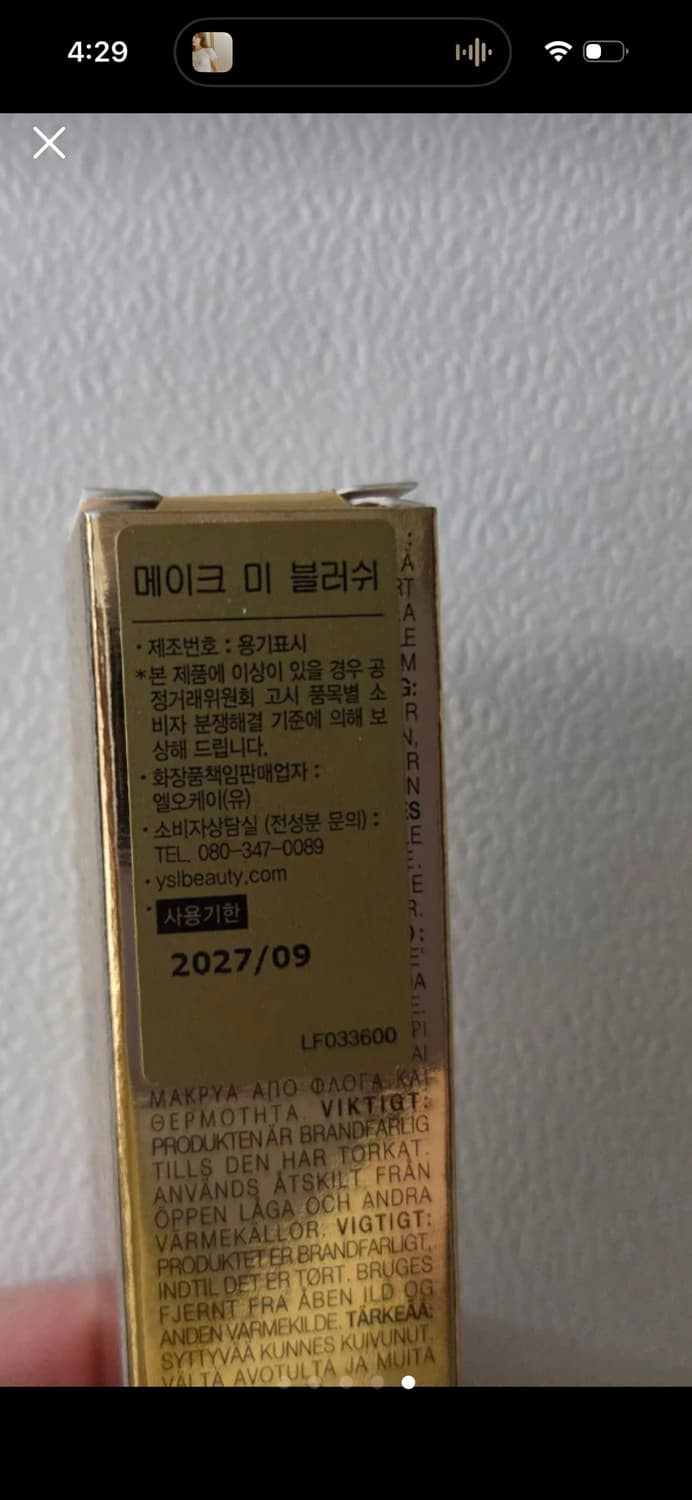 4:29
메이크 미 블러쉬
· 제조번호 : 용기표시
*본 제품에 이상이 있을 경우 공
정거래위원회 고시 품목별 소
비자 분쟁해결 기준에 의해 보
상해 드립니다.
· 화장품책임판매업자 :
엘오케이(유)
· 소비자상담실 (전성분 문의) :
TEL. 080-347-0089
· yslbeauty.com
· 사용기한
2027/09
LF033600
ΜΑΚΡΥΑ ΑΠΟ ΦΛΟΓΑ ΚΑΙ
ΘΕΡΜΟΤΗΤΑ. VIKTIGT:
PRODUKTEN ÄR BRANDFARLIG
TILLS DEN HAR TORKAT.
ANVÄNDS ÅTSKILT FRÅN
ÖPPEN LÅGA OCH ANDRA
VÄRMEKÄLLOR. VIGTIGT:
PRODUKTET ER BRANDFARLIGT,
INDTIL DET ER TØRT. BRUGES
FJERNT FRA ÅBEN ILD OG
ANDEN VARMEKILDE. TÄRKEÄÄ:
SYTTYVÄÄ KUNNES KUIVUNUT.
VÄLTÄ AVOTULTA JA MUITA